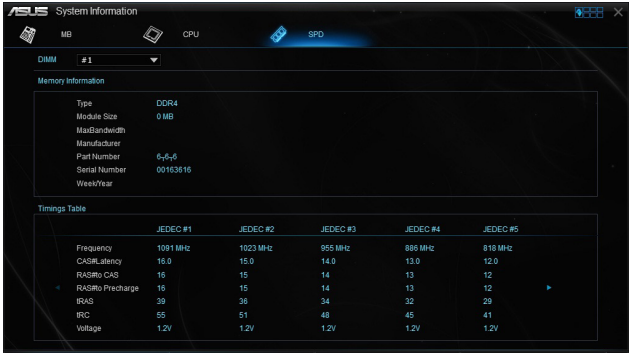 ASUS System Information
MB CPU SPD
DIMM #1
Memory Information
Type DDR4
Module Size 0 MB
MaxBandwidth
Manufacturer
Part Number 6┐6┐6
Serial Number 00163616
Week/Year
Timings Table
JEDEC #1 JEDEC #2 JEDEC #3 JEDEC #4 JEDEC #5
Frequency 1091 MHz 1023 MHz 955 MHz 886 MHz 818 MHz
CAS#Latency 16.0 15.0 14.0 13.0 12.0
RAS#to CAS 16 15 14 13 12
RAS#to Precharge 16 15 14 13 12
tRAS 39 36 34 32 29
tRC 55 51 48 45 41
Voltage 1.2V 1.2V 1.2V 1.2V 1.2V